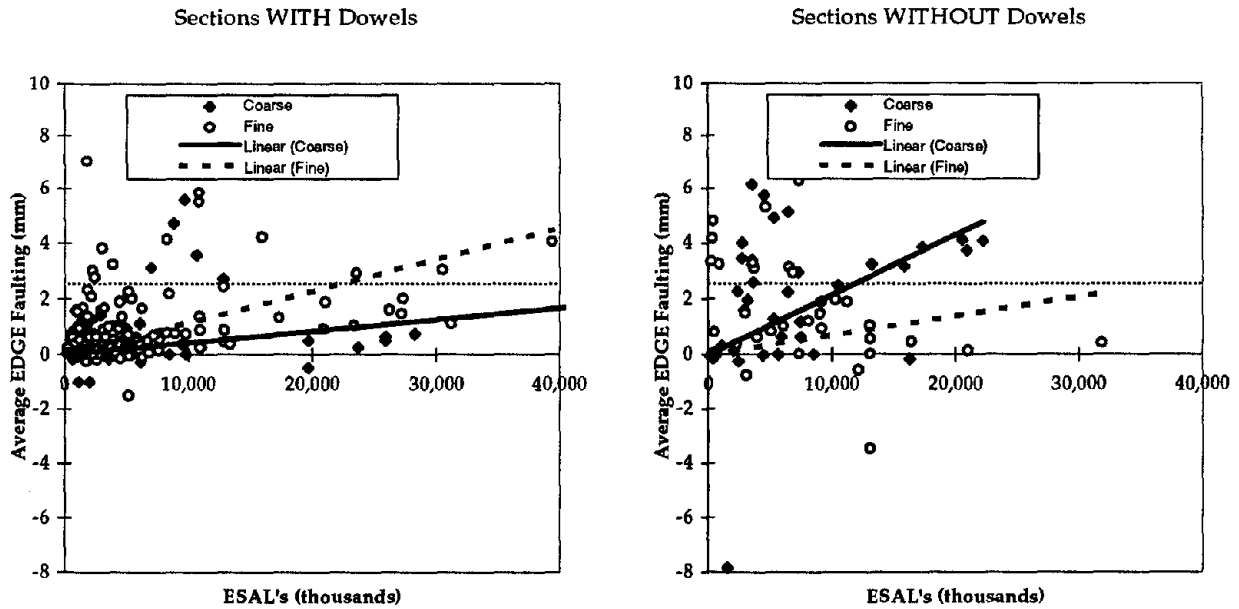 Sections WITH Dowels
Average EDGE Faulting (mm)
10
8
6
4
2
0
-2
-4
-6
-8
Coarse
Fine
Linear (Coarse)
Linear (Fine)
0
10,000
20,000
30,000
40,000
ESAL's (thousands)
Sections WITHOUT Dowels
Average EDGE Faulting (mm)
10
8
6
4
2
0
-2
-4
-6
-8
Coarse
Fine
Linear (Coarse)
Linear (Fine)
0
10,000
20,000
30,000
40,000
ESAL's (thousands)